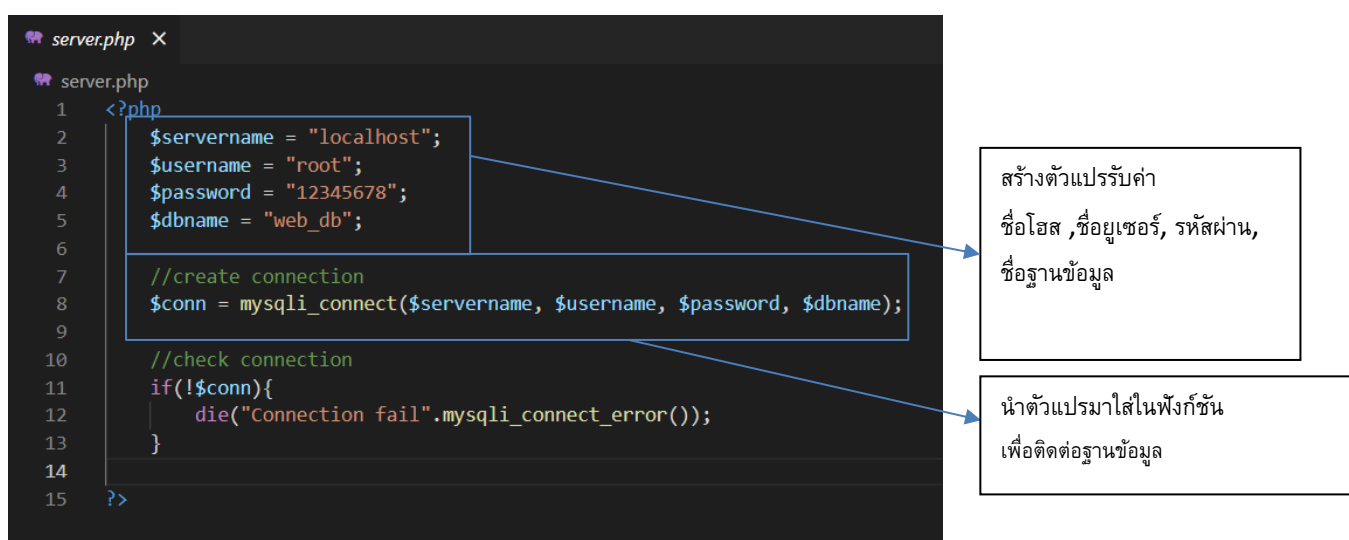 server.php ×
server.php
1 <?php
2 $servername = "localhost";
3 $username = "root";
4 $password = "12345678";
5 $dbname = "web_db";
6
7 //create connection
8 $conn = mysqli_connect($servername, $username, $password, $dbname);
9
10 //check connection
11 if(!$conn){
12 die("Connection fail".mysqli_connect_error());
13 }
14
15 ?>
สร้างตัวแปรรับค่า
ชื่อโฮส ,ชื่อยูเซอร์, รหัสผ่าน,
ชื่อฐานข้อมูล
นำตัวแปรมาใส่ในฟังก์ชัน
เพื่อติดต่อฐานข้อมูล